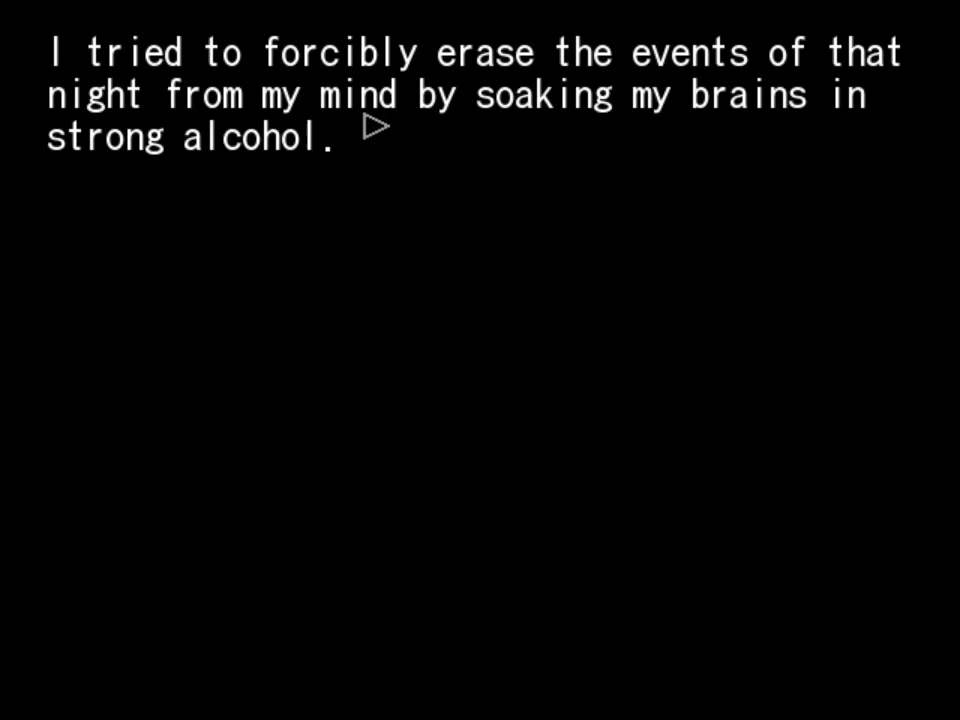 I tried to forcibly erase the events of that
night from my mind by soaking my brains in
strong alcohol.